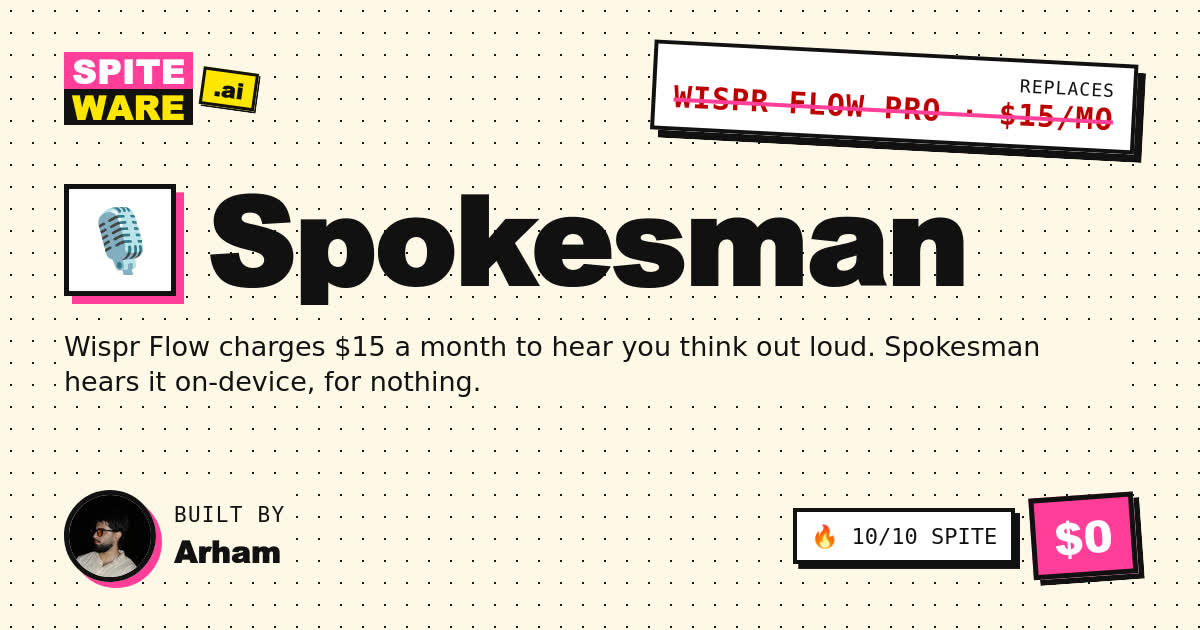 SPITE
WARE
.ai
REPLACES
WISPR FLOW PRO · $15/MO
Spokesman
Wispr Flow charges $15 a month to hear you think out loud. Spokesman
hears it on-device, for nothing.
BUILT BY
Arham
🔥 10/10 SPITE
$0